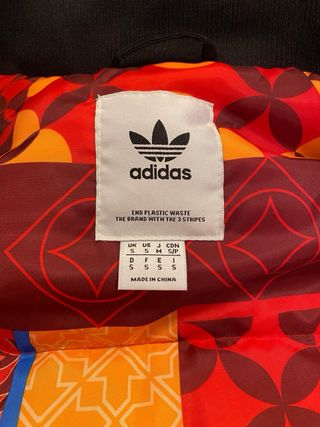 adidas
END PLASTIC WASTE
THE BRAND WITH THE 3 STRIPES
UK US J CDN
S S M S/P
D F E I
S S S S
MADE IN CHINA